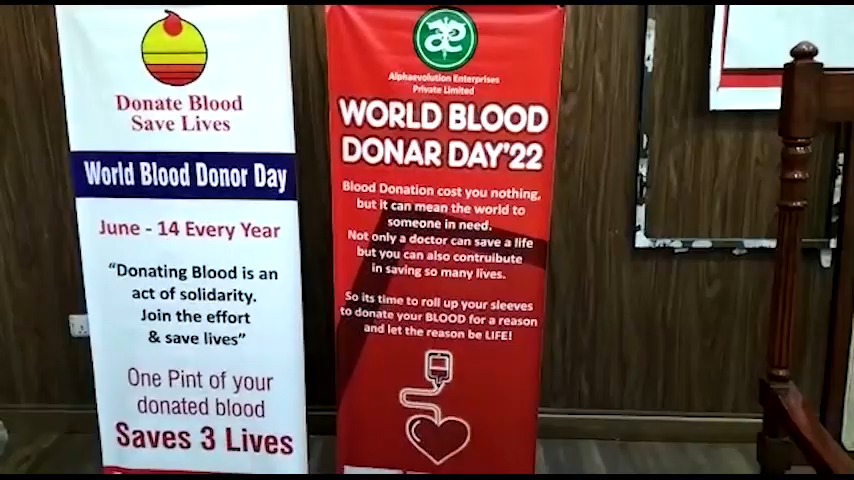 Donate Blood
Save Lives
World Blood Donor Day
June - 14 Every Year
"Donating Blood is an
act of solidarity.
Join the effort
& save lives"
One Pint of your
donated blood
Saves 3 Lives
Alphaevolution Enterprises
Private Limited
WORLD BLOOD
DONAR DAY'22
Blood Donation cost you nothing,
but it can mean the world to
someone in need.
Not only a doctor can save a life
but you can also contruibute
in saving so many lives.
So its time to roll up your sleeves
to donate your BLOOD for a reason
and let the reason be LIFE!